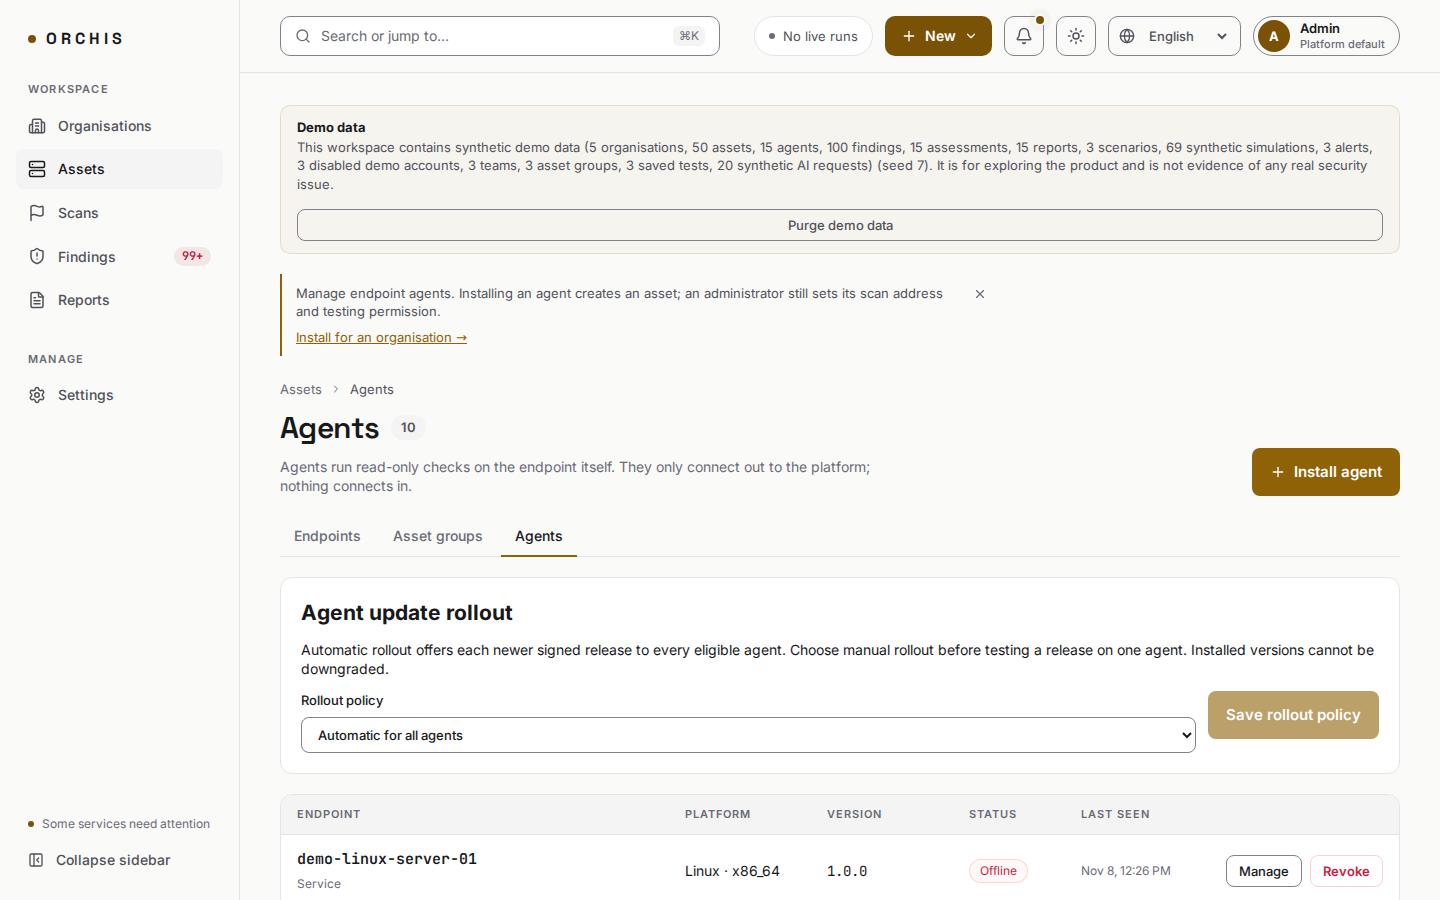 ORCHIS
WORKSPACE
Organisations
Assets
Scans
Findings
99+
Reports
MANAGE
Settings
Some services need attention
Collapse sidebar
Search or jump to...
⌘K
No live runs
New
English
A
Admin
Platform default
Demo data
This workspace contains synthetic demo data (5 organisations, 50 assets, 15 agents, 100 findings, 15 assessments, 15 reports, 3 scenarios, 69 synthetic simulations, 3 alerts,
3 disabled demo accounts, 3 teams, 3 asset groups, 3 saved tests, 20 synthetic AI requests) (seed 7). It is for exploring the product and is not evidence of any real security
issue.
Purge demo data
Manage endpoint agents. Installing an agent creates an asset; an administrator still sets its scan address
and testing permission.
Install for an organisation →
Assets > Agents
Agents
10
Agents run read-only checks on the endpoint itself. They only connect out to the platform;
nothing connects in.
+ Install agent
Endpoints
Asset groups
Agents
Agent update rollout
Automatic rollout offers each newer signed release to every eligible agent. Choose manual rollout before testing a release on one agent. Installed versions cannot be
downgraded.
Rollout policy
Automatic for all agents
Save rollout policy
ENDPOINT PLATFORM VERSION STATUS LAST SEEN
demo-linux-server-01
Service
Linux · x86_64
1.0.0
Offline
Nov 8, 12:26 PM
Manage
Revoke